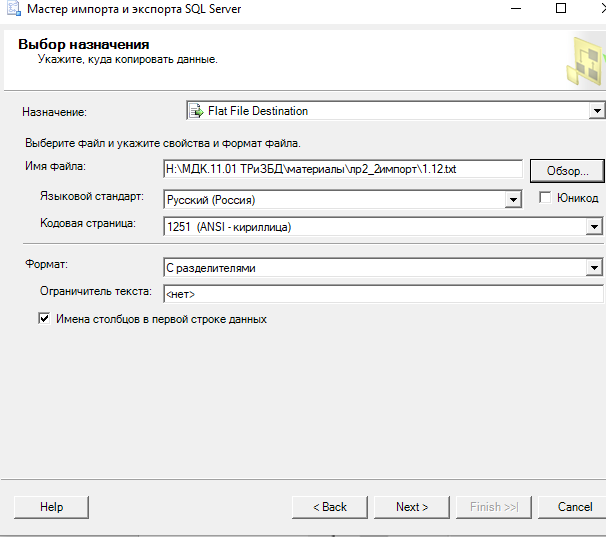 Мастер импорта и экспорта SQL Server
Выбор назначения
Укажите, куда копировать данные.
Назначение: Flat File Destination
Выберите файл и укажите свойства и формат файла.
Имя файла: H:\МДК.11.01 ТРиЗБД\материалы\лр2_2импорт\1.12.txt Обзор...
Языковой стандарт: Русский (Россия) Юникод
Кодовая страница: 1251 (ANSI - кириллица)
Формат: С разделителями
Ограничитель текста: <нет>
Имена столбцов в первой строке данных
Help < Back Next > Finish >>| Cancel